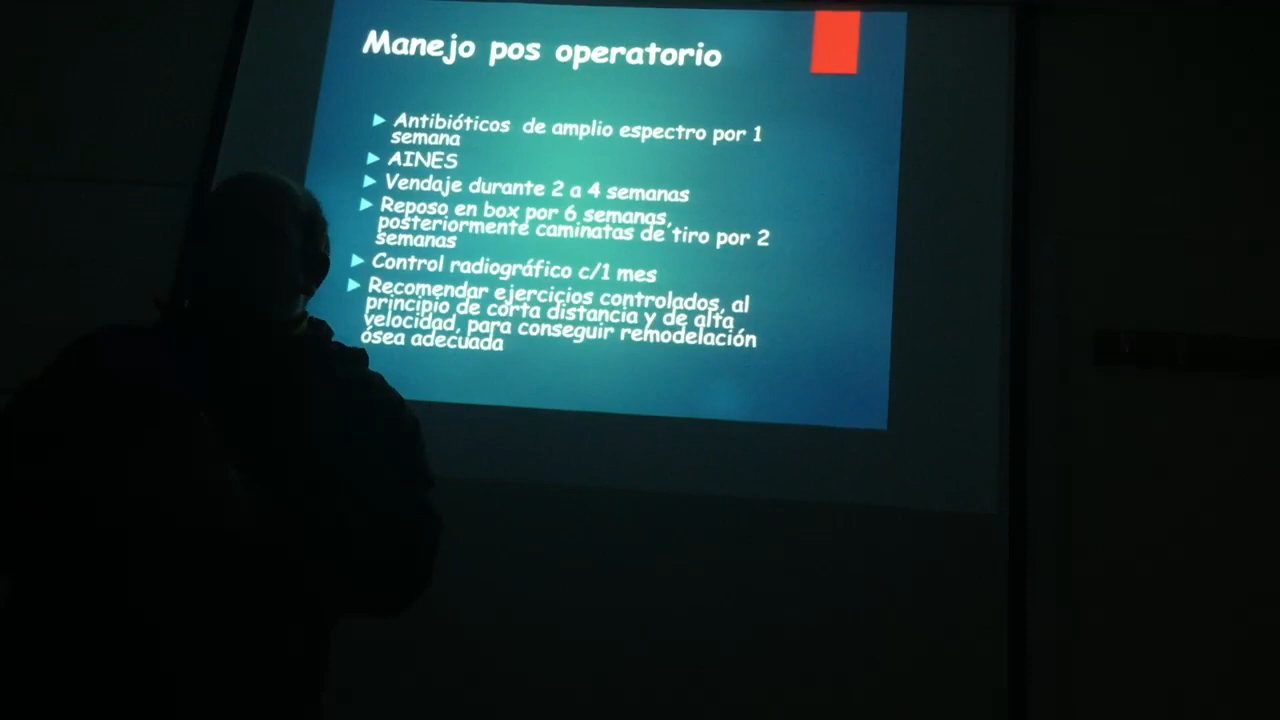 Manejo pos operatorio
Antibióticos de amplio espectro por 1
semana
AINES
Vendaje durante 2 a 4 semanas
Reposo en box por 6 semanas,
posteriormente caminatas de tiro por 2
semanas
Control radiográfico c/1 mes
Recomendar ejercicios controlados, al
principio de corta distancia y de alta
velocidad, para conseguir remodelación
ósea adecuada